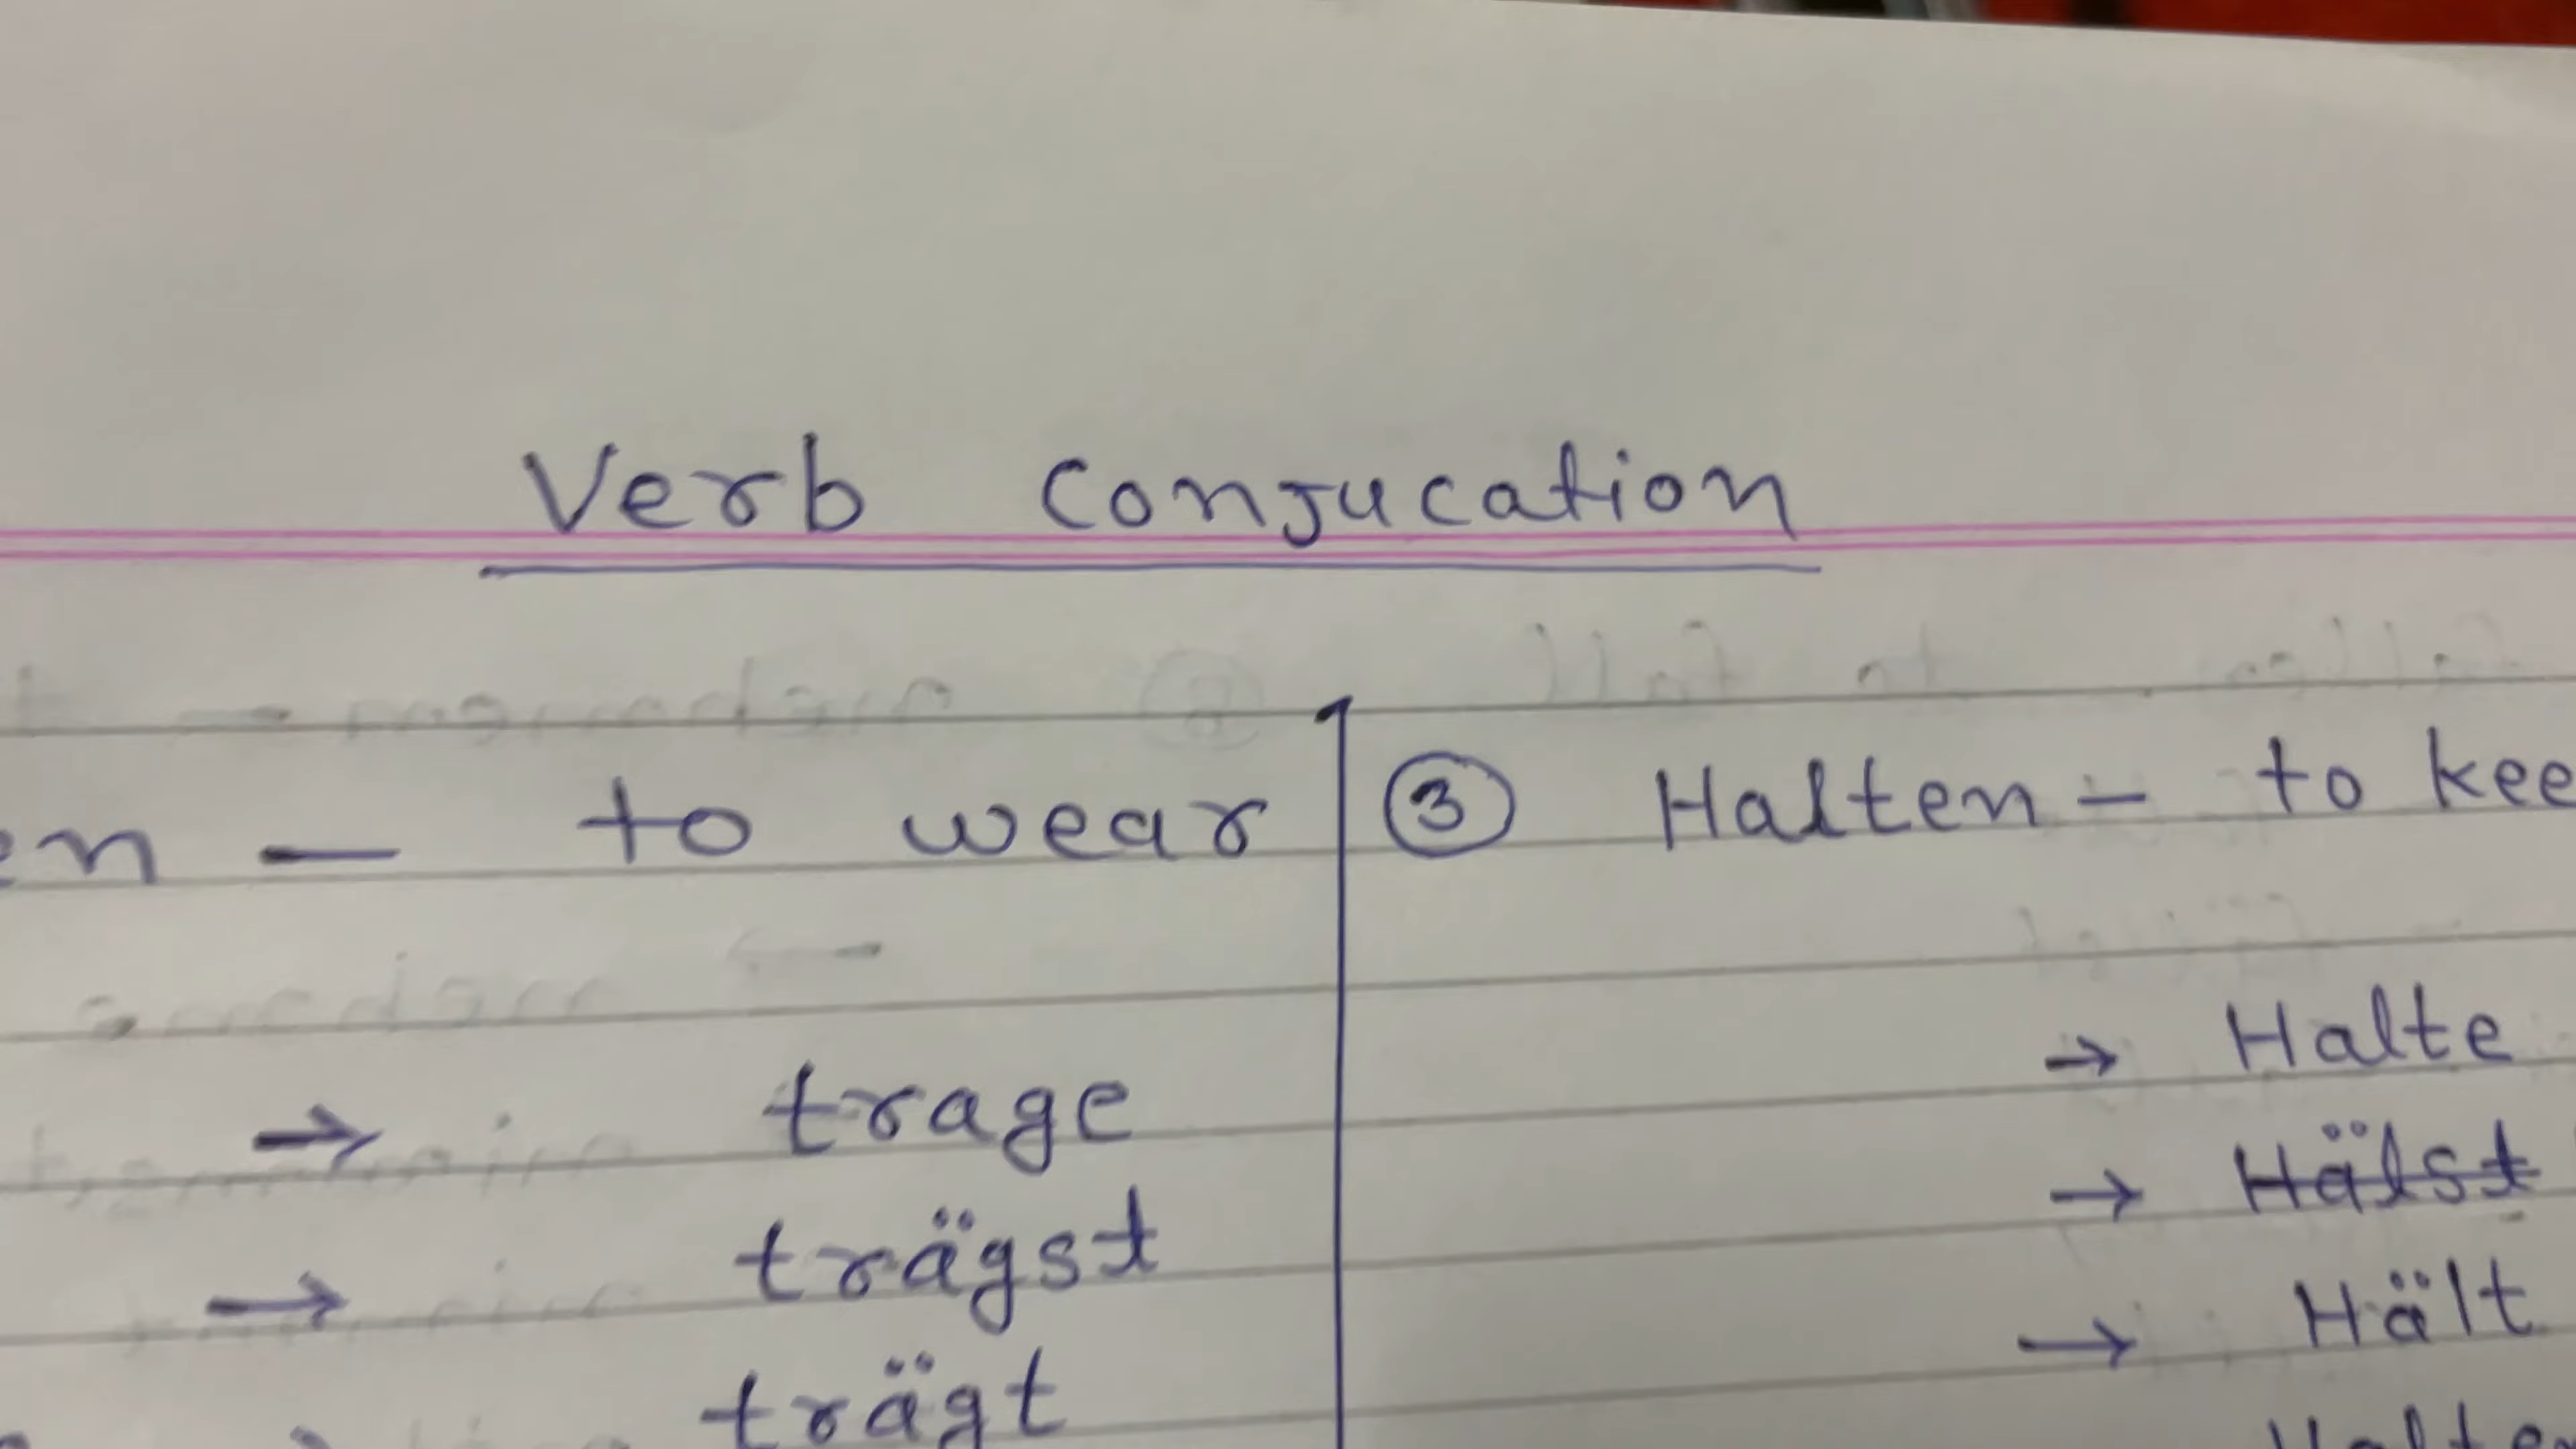 Verb Conjucation
en — to wear
→ trage
→ trägst
trägt
③ Halten – to kee
→ Halte
→ Hälst
→ Hält